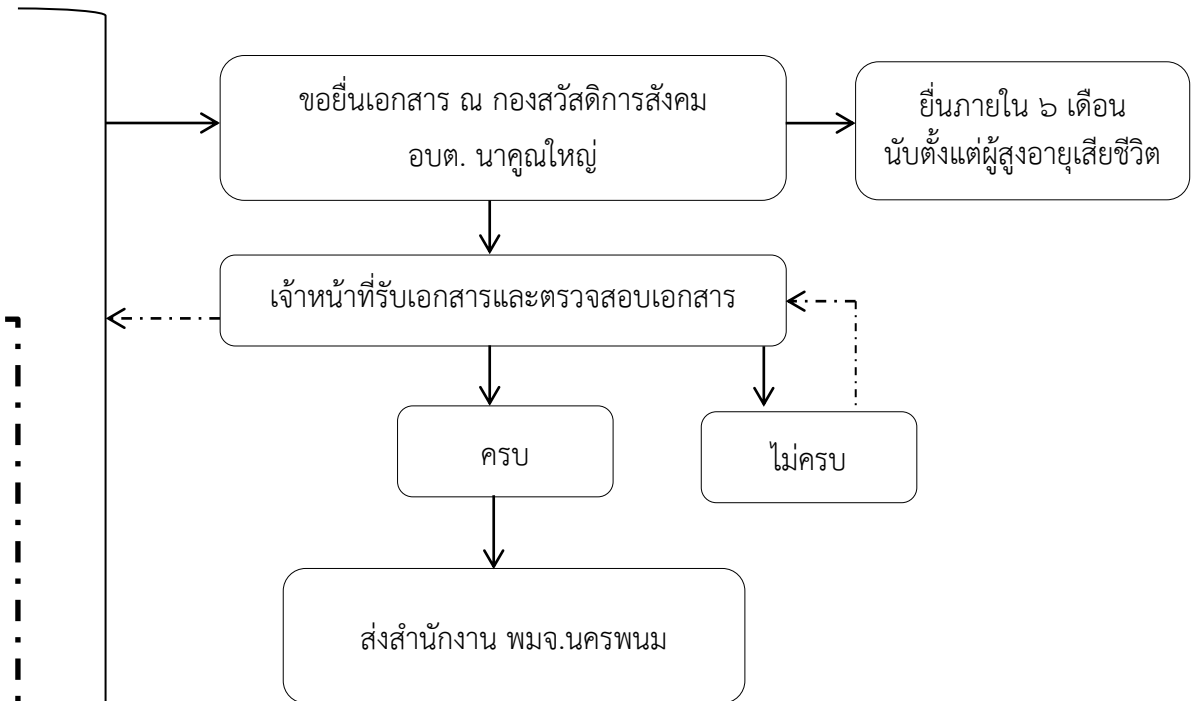 ขอยื่นเอกสาร ณ กองสวัสดิการสังคม
อบต. นาคูณใหญ่
ยื่นภายใน ๖ เดือน
นับตั้งแต่ผู้สูงอายุเสียชีวิต
เจ้าหน้าที่รับเอกสารและตรวจสอบเอกสาร
ครบ
ไม่ครบ
ส่งสำนักงาน พมจ.นครพนม